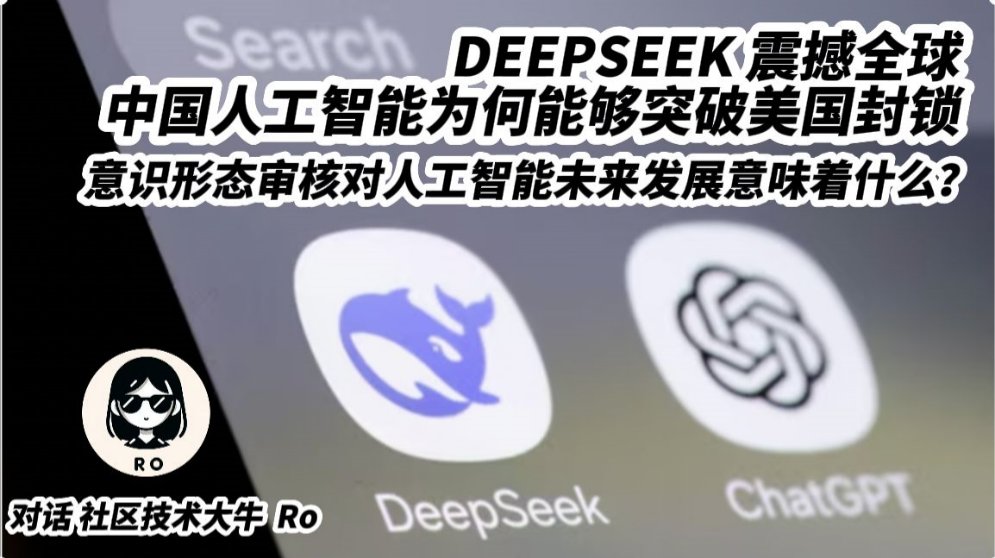 Search
DEEPSEEK 震撼全球
中国人工智能为何能够突破美国封锁
意识形态审核对人工智能未来发展意味着什么？
RO
DeepSeek
ChatGPT
对话 社区技术大牛 Ro